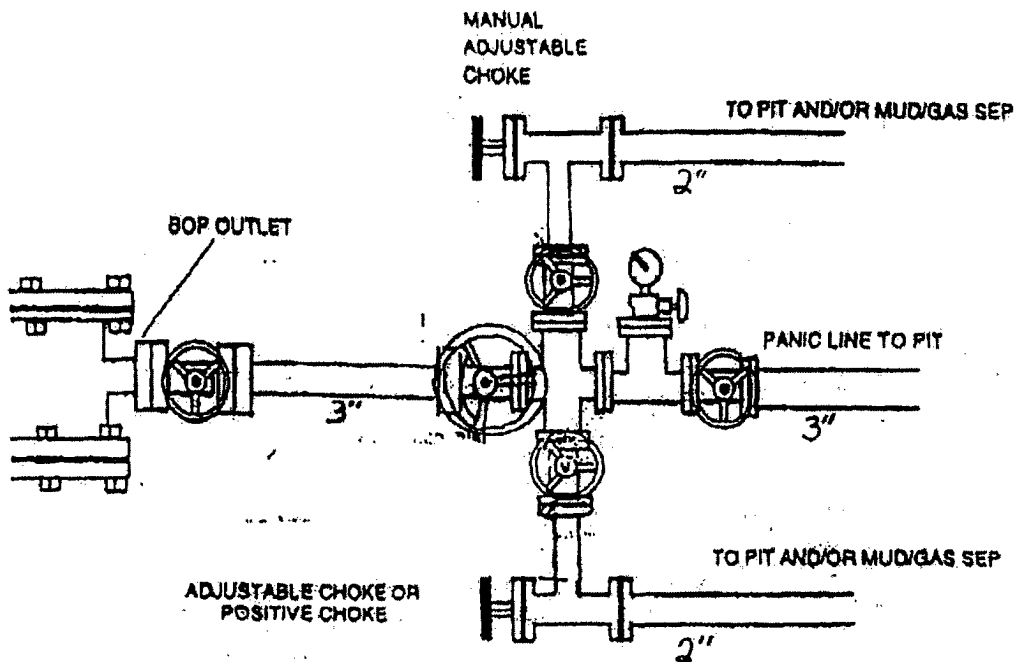 MANUAL
ADJUSTABLE
CHOKE
TO PIT AND/OR MUD/GAS SEP
2"
BOP OUTLET
PANIC LINE TO PIT
3"
3"
TO PIT AND/OR MUD/GAS SEP
ADJUSTABLE CHOKE OR
POSITIVE CHOKE
2"